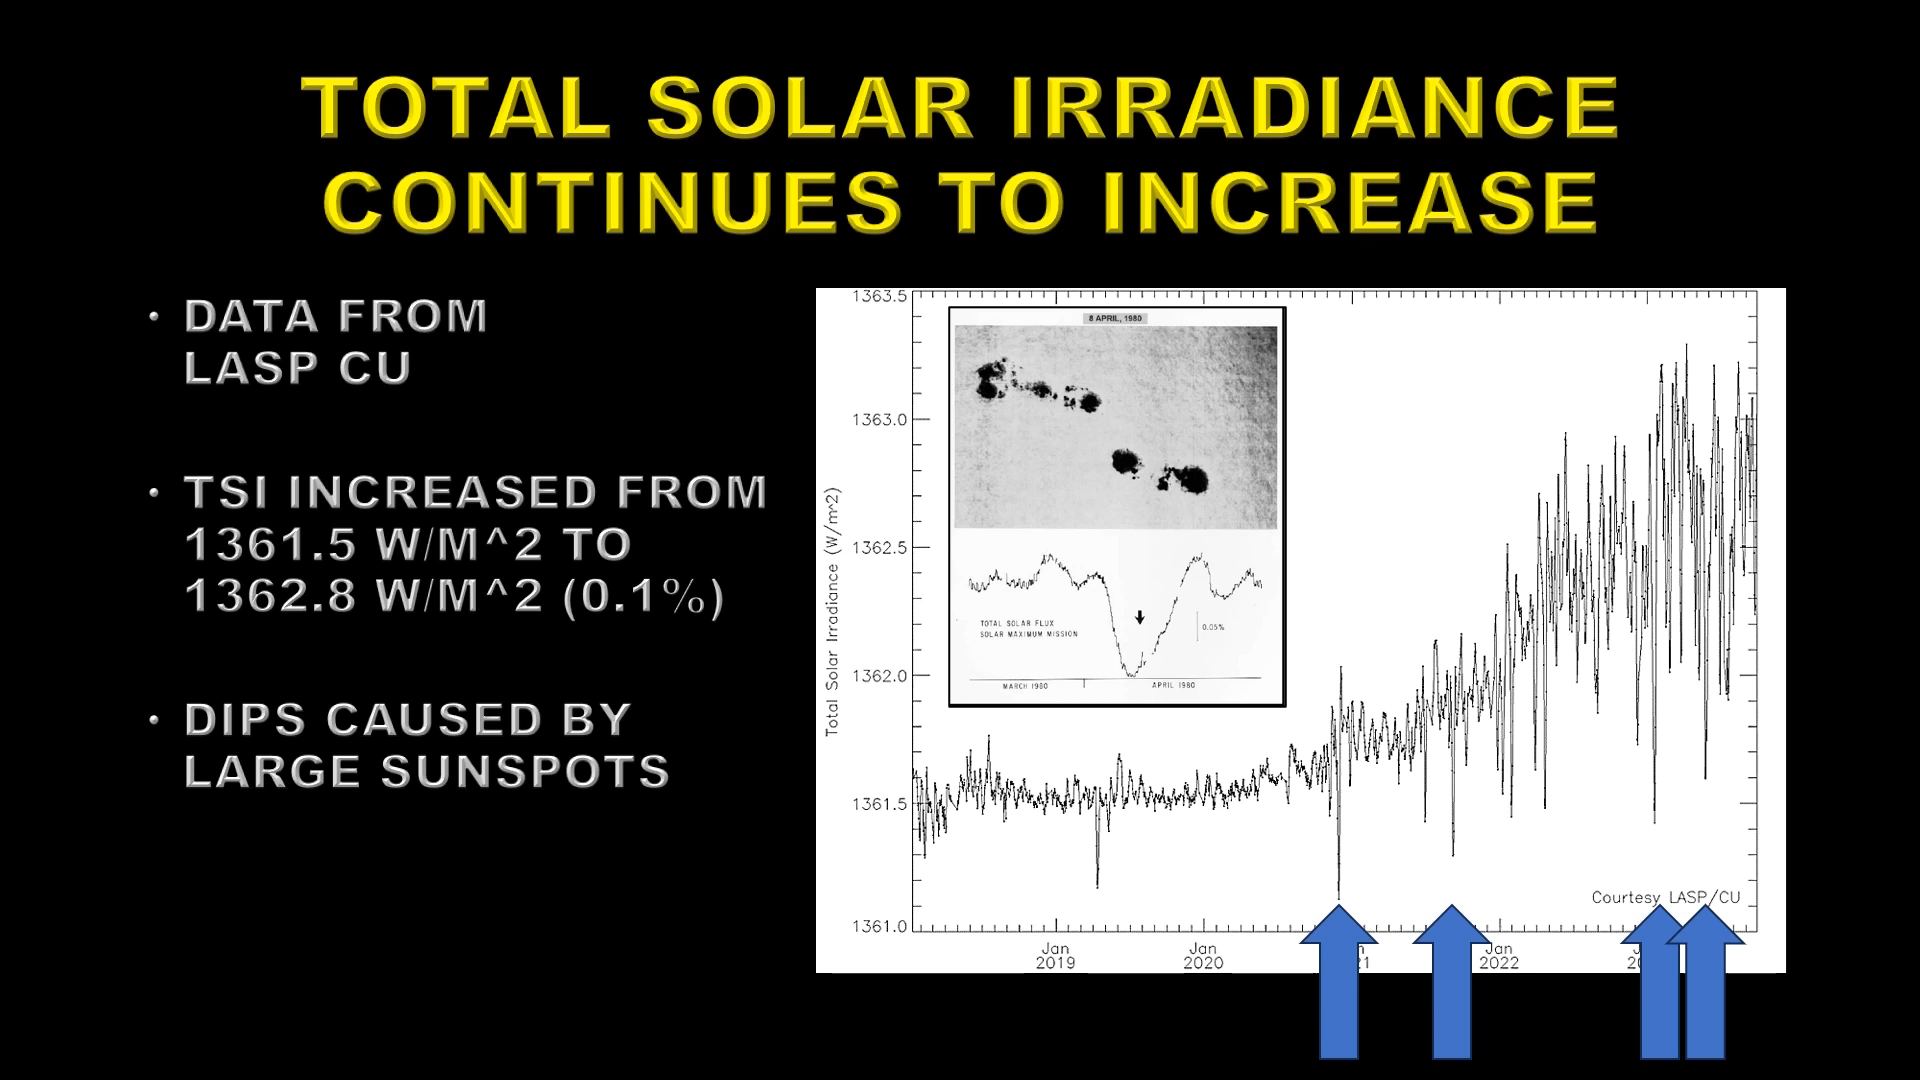 TOTAL SOLAR IRRADIANCE
CONTINUES TO INCREASE
• DATA FROM
LASP CU
• TSI INCREASED FROM
1361.5 W/M^2 TO
1362.8 W/M^2 (0.1%)
• DIPS CAUSED BY
LARGE SUNSPOTS
Total Solar Irradiance (W/m^2)
1363.5
1363.0
1362.5
1362.0
1361.5
1361.0
8 APRIL, 1980
TOTAL SOLAR FLUX
SOLAR MAXIMUM MISSION
0.05%
MARCH 1980
APRIL 1980
Courtesy LASP/CU
Jan
2019
Jan
2020
Jan
2022